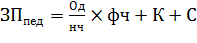 ЗПпед = Од/нч × фч + К + С